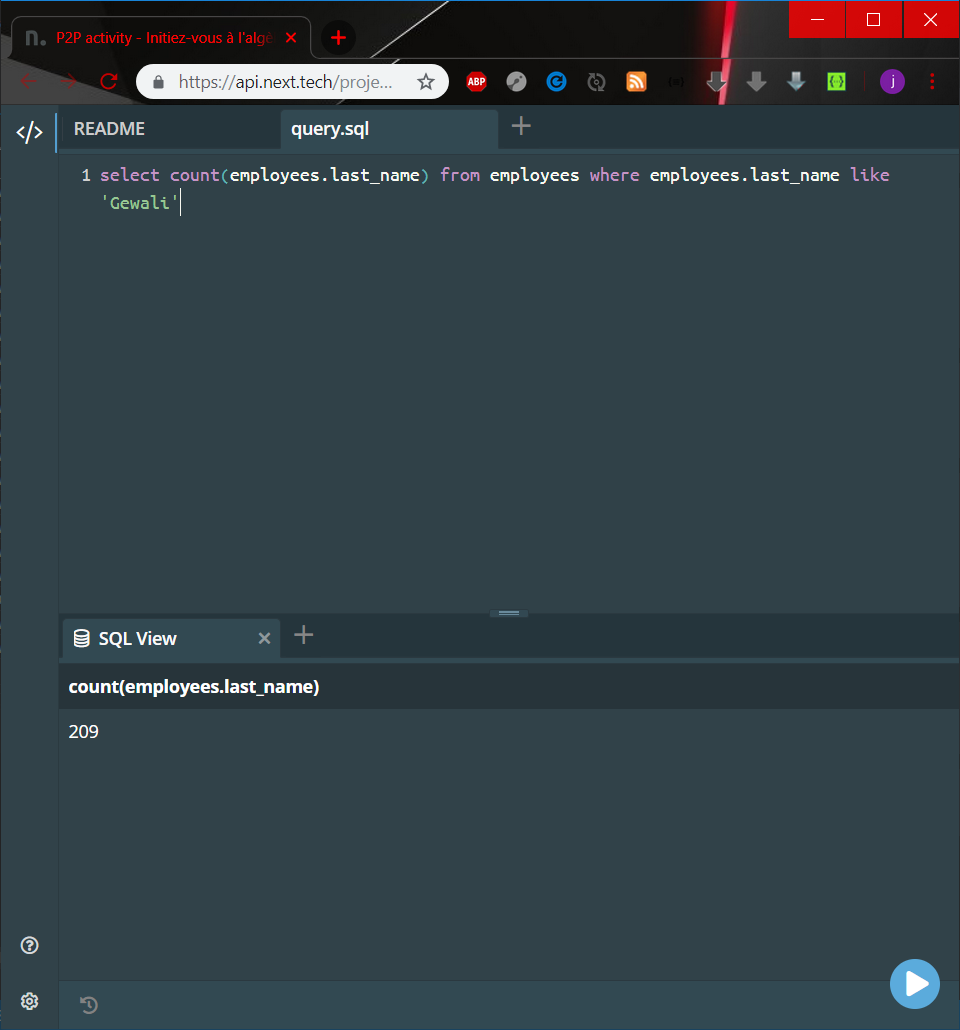 n. P2P activity - Initiez-vous à l'algè
https://api.next.tech/proje...
ABP
j
</> README query.sql
1 select count(employees.last_name) from employees where employees.last_name like
'Gewali'
SQL View
count(employees.last_name)
209